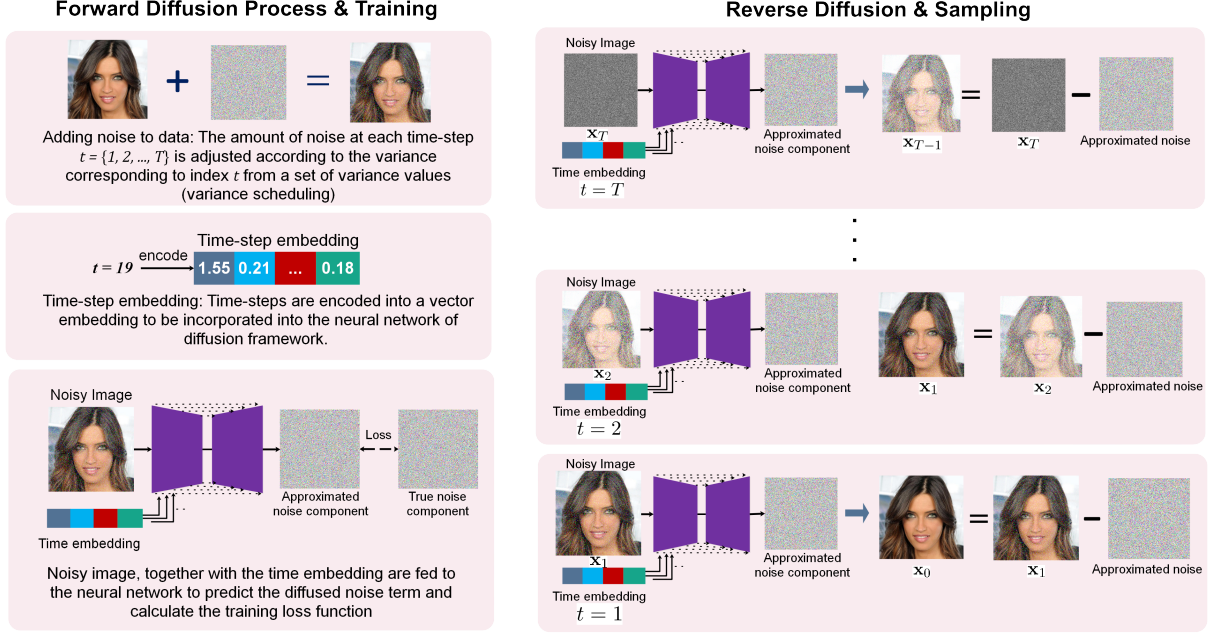 Forward Diffusion Process & Training
+
=
Adding noise to data: The amount of noise at each time-step
t = {1, 2, ..., T} is adjusted according to the variance
corresponding to index t from a set of variance values
(variance scheduling)
Time-step embedding
t = 19
encode
1.55 0.21 ... 0.18
Time-step embedding: Time-steps are encoded into a vector
embedding to be incorporated into the neural network of
diffusion framework.
Noisy Image
Loss
Approximated
noise component
True noise
component
Time embedding
Noisy image, together with the time embedding are fed to
the neural network to predict the diffused noise term and
calculate the training loss function
Reverse Diffusion & Sampling
Noisy Image
x_T
Time embedding
t = T
Approximated
noise component
x_{T−1}
=
x_T
−
Approximated noise
Noisy Image
x_2
Time embedding
t = 2
Approximated
noise component
x_1
=
x_2
−
Approximated noise
Noisy Image
x_1
Time embedding
t = 1
Approximated
noise component
x_0
=
x_1
−
Approximated noise